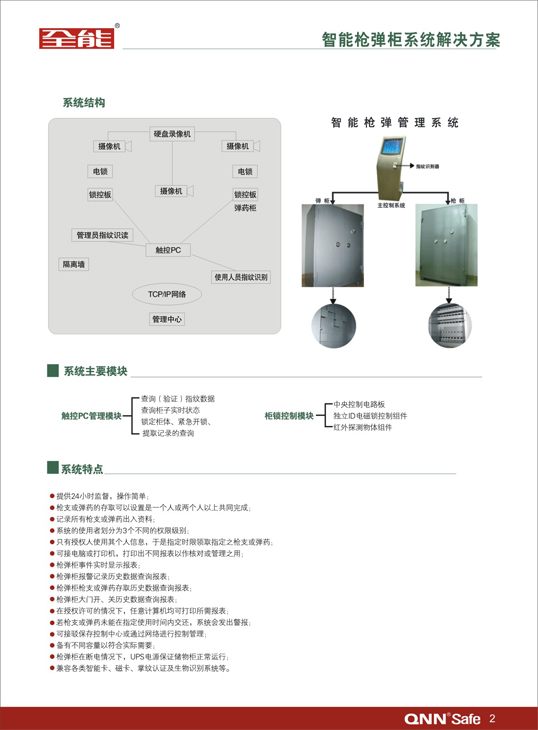 全能®
智能枪弹柜系统解决方案
系统结构
硬盘录像机
摄像机
摄像机
电锁
电锁
锁控板
摄像机
锁控板
弹药柜
管理员指纹识读
触控PC
隔离墙
使用人员指纹识别
TCP/IP网络
管理中心
智能枪弹管理系统
指纹识别器
弹 柜
主控制系统
枪 柜
系统主要模块
触控PC管理模块
查询（验证）指纹数据
查询柜子实时状态
锁定柜体、紧急开锁、
提取记录的查询
柜锁控制模块
中央控制电路板
独立ID电磁锁控制组件
红外探测物体组件
系统特点
● 提供24小时监督，操作简单；
● 枪支或弹药的存取可以设置是一个人或两个人以上共同完成；
● 记录所有枪支或弹药出入资料；
● 系统的使用者划分为3个不同的权限级别；
● 只有授权人使用其个人信息，于是指定时限领取指定之枪支或弹药；
● 可接电脑或打印机，打印出不同报表以作核对或管理之用；
● 枪弹柜事件实时显示报表；
● 枪弹柜报警记录历史数据查询报表；
● 枪弹柜枪支或弹药存取历史数据查询报表；
● 枪弹柜大门开、关历史数据查询报表；
● 在授权许可的情况下，任意计算机均可打印所需报表；
● 若枪支或弹药未能在指定使用时间内交还，系统会发出警报；
● 可接驳保存控制中心或通过网络进行控制管理；
● 备有不同容量以符合实际需要；
● 枪弹柜在断电情况下，UPS电源保证储物柜正常运行；
● 兼容各类智能卡、磁卡、掌纹认证及生物识别系统等。
QNN® Safe 2